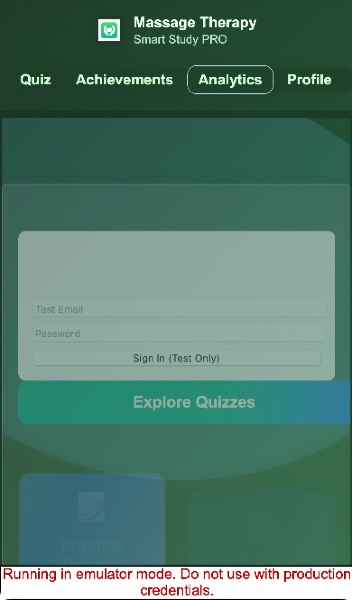 Massage Therapy
Smart Study PRO
Quiz
Achievements
Analytics
Profile
Test Email
Password
Sign In (Test Only)
Explore Quizzes
Practice
Running in emulator mode. Do not use with production
credentials.